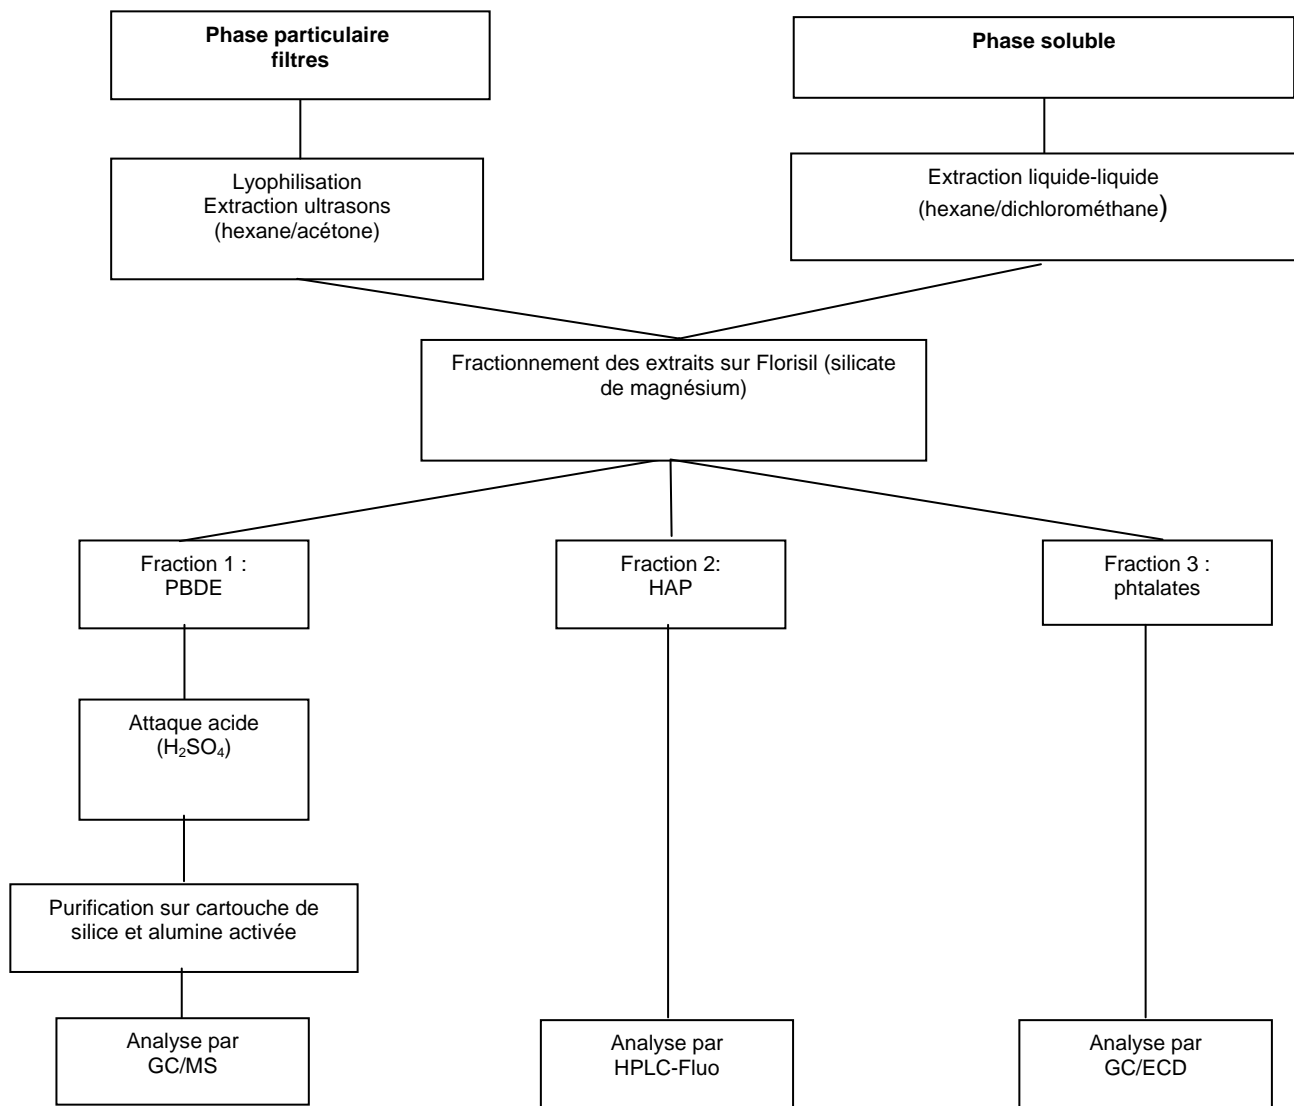 Phase particulaire
filtres
Phase soluble
Lyophilisation
Extraction ultrasons
(hexane/acétone)
Extraction liquide-liquide
(hexane/dichlorométhane)
Fractionnement des extraits sur Florisil (silicate
de magnésium)
Fraction 1 :
PBDE
Fraction 2:
HAP
Fraction 3 :
phtalates
Attaque acide
(H₂SO₄)
Purification sur cartouche de
silice et alumine activée
Analyse par
GC/MS
Analyse par
HPLC-Fluo
Analyse par
GC/ECD